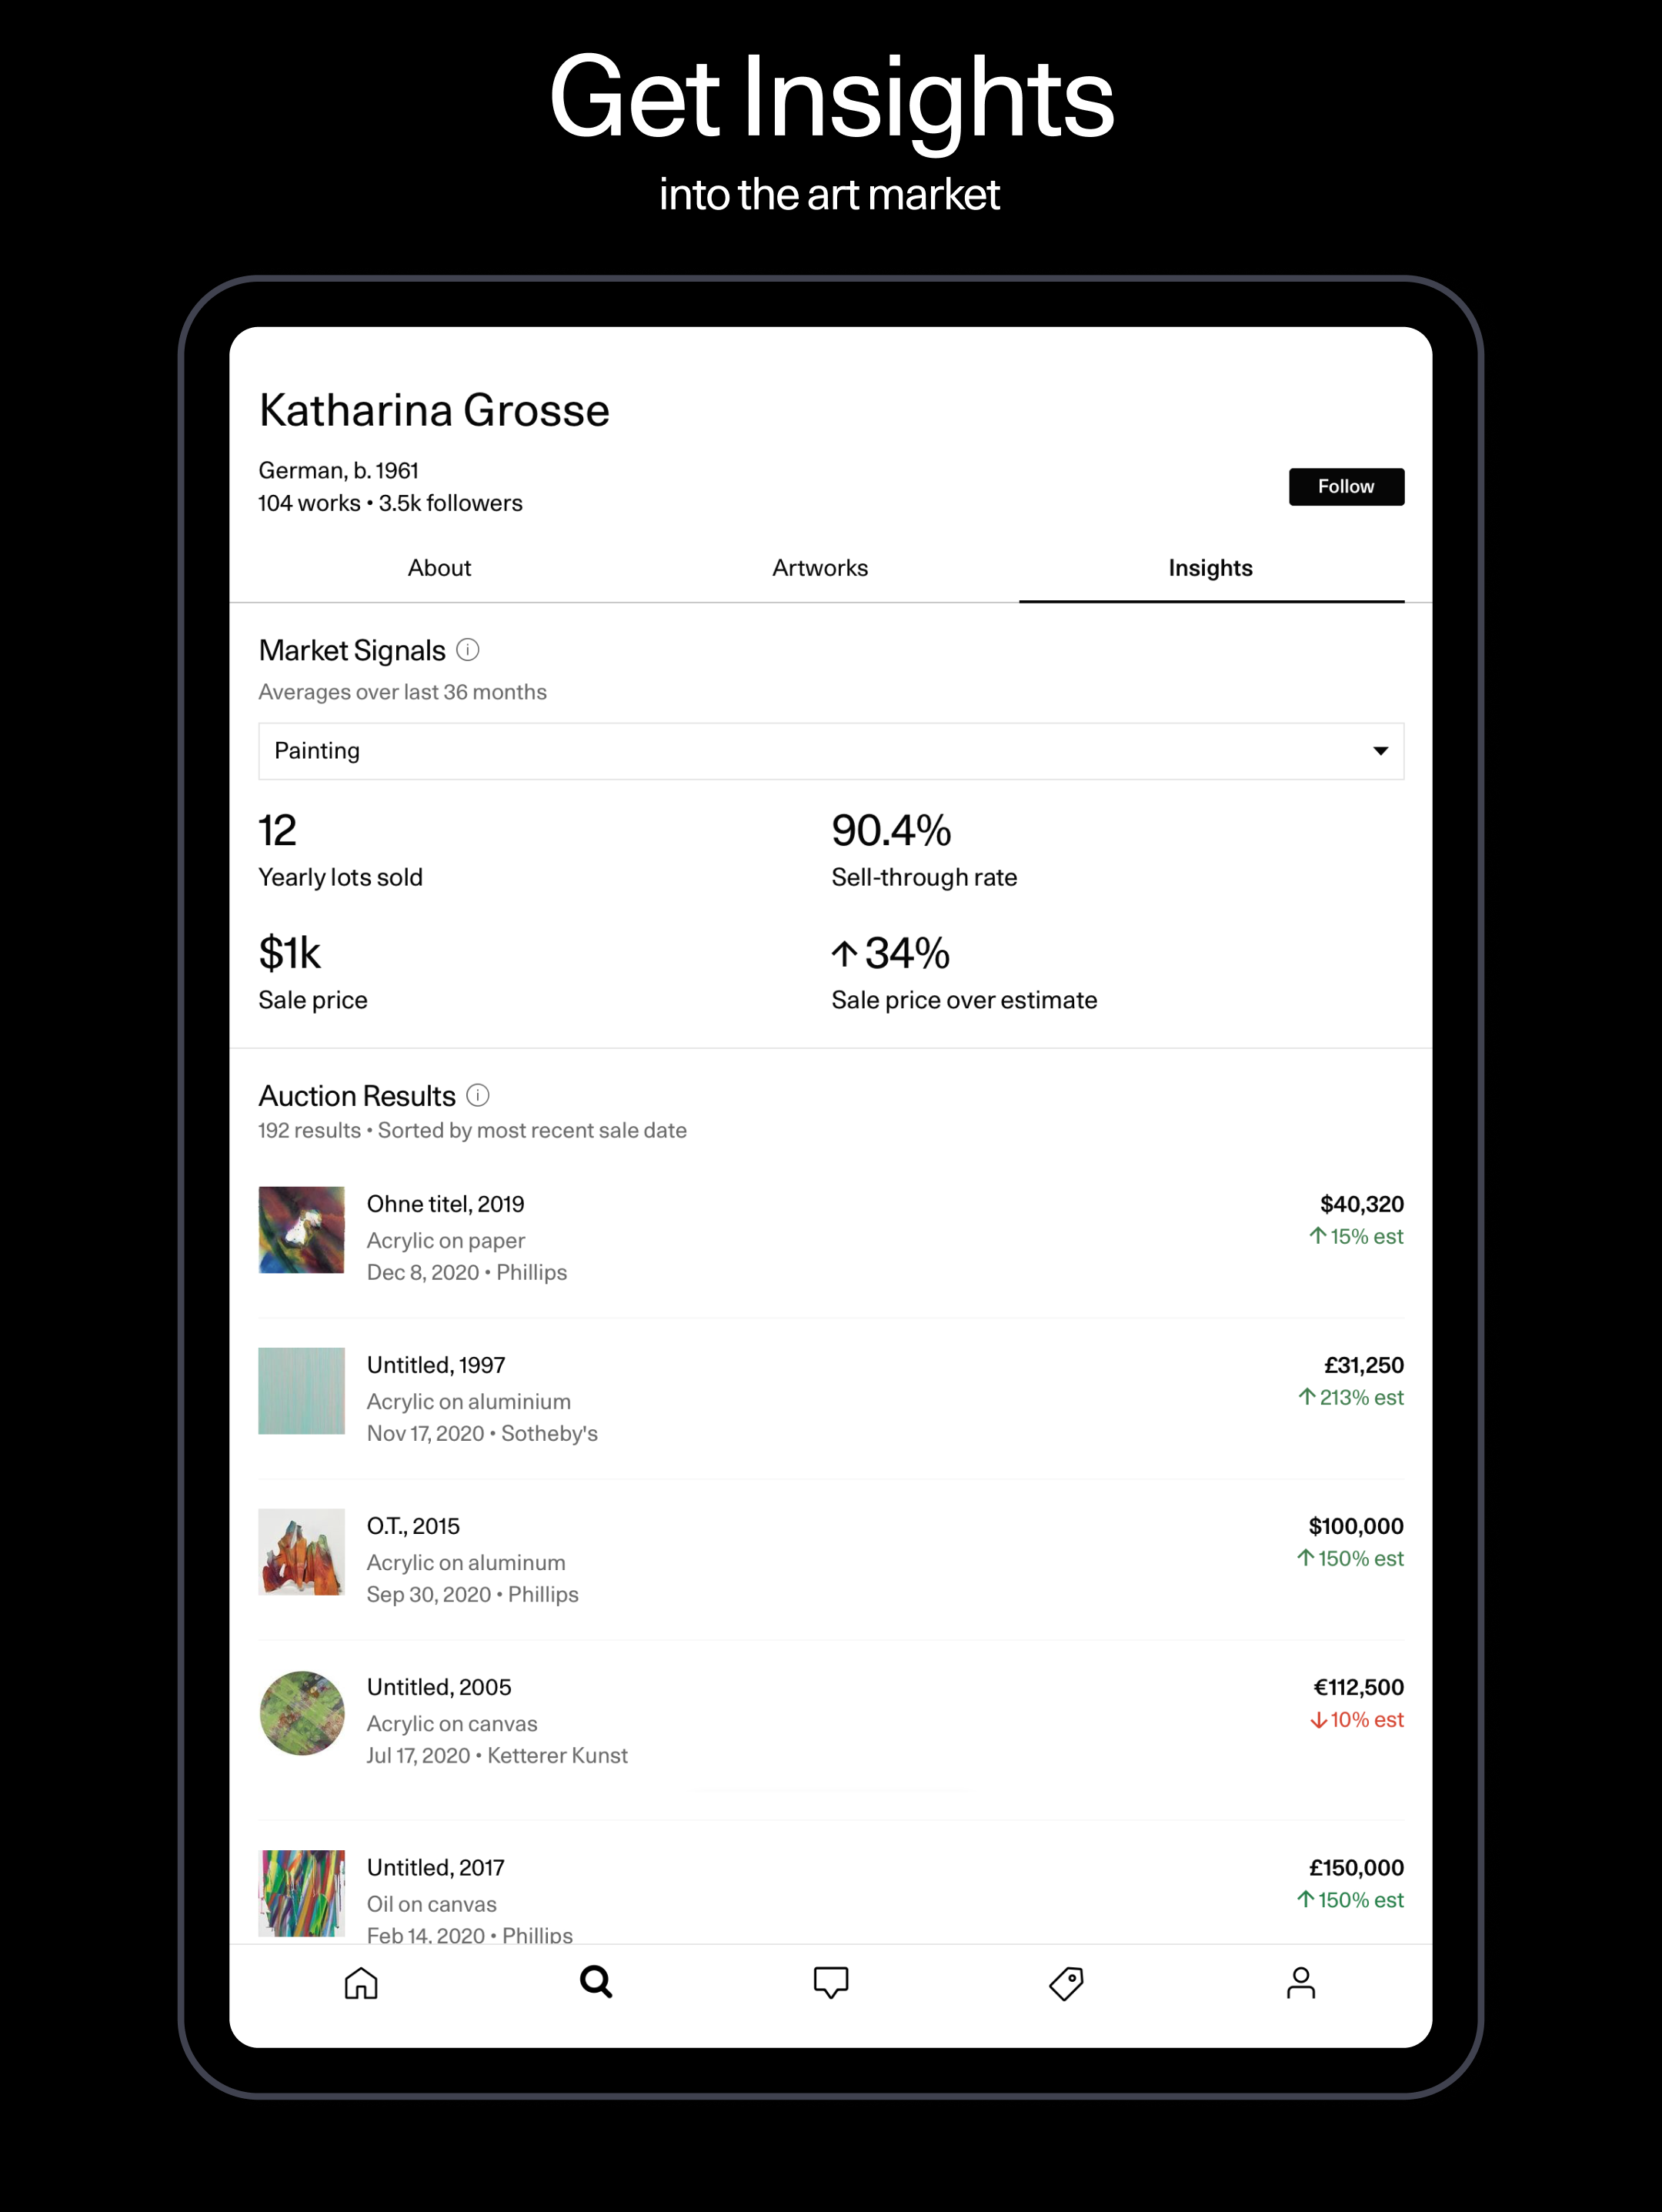 Get Insights
into the art market
Katharina Grosse
German, b. 1961
104 works • 3.5k followers
Follow
About
Artworks
Insights
Market Signals
Averages over last 36 months
Painting
12
90.4%
Yearly lots sold
Sell-through rate
$1k
↑34%
Sale price
Sale price over estimate
Auction Results
192 results • Sorted by most recent sale date
Ohne titel, 2019
$40,320
Acrylic on paper
↑15% est
Dec 8, 2020 • Phillips
Untitled, 1997
£31,250
Acrylic on aluminium
↑213% est
Nov 17, 2020 • Sotheby's
O.T., 2015
$100,000
Acrylic on aluminum
↑150% est
Sep 30, 2020 • Phillips
Untitled, 2005
€112,500
Acrylic on canvas
↓10% est
Jul 17, 2020 • Ketterer Kunst
Untitled, 2017
£150,000
Oil on canvas
↑150% est
Feb 14, 2020 • Phillips